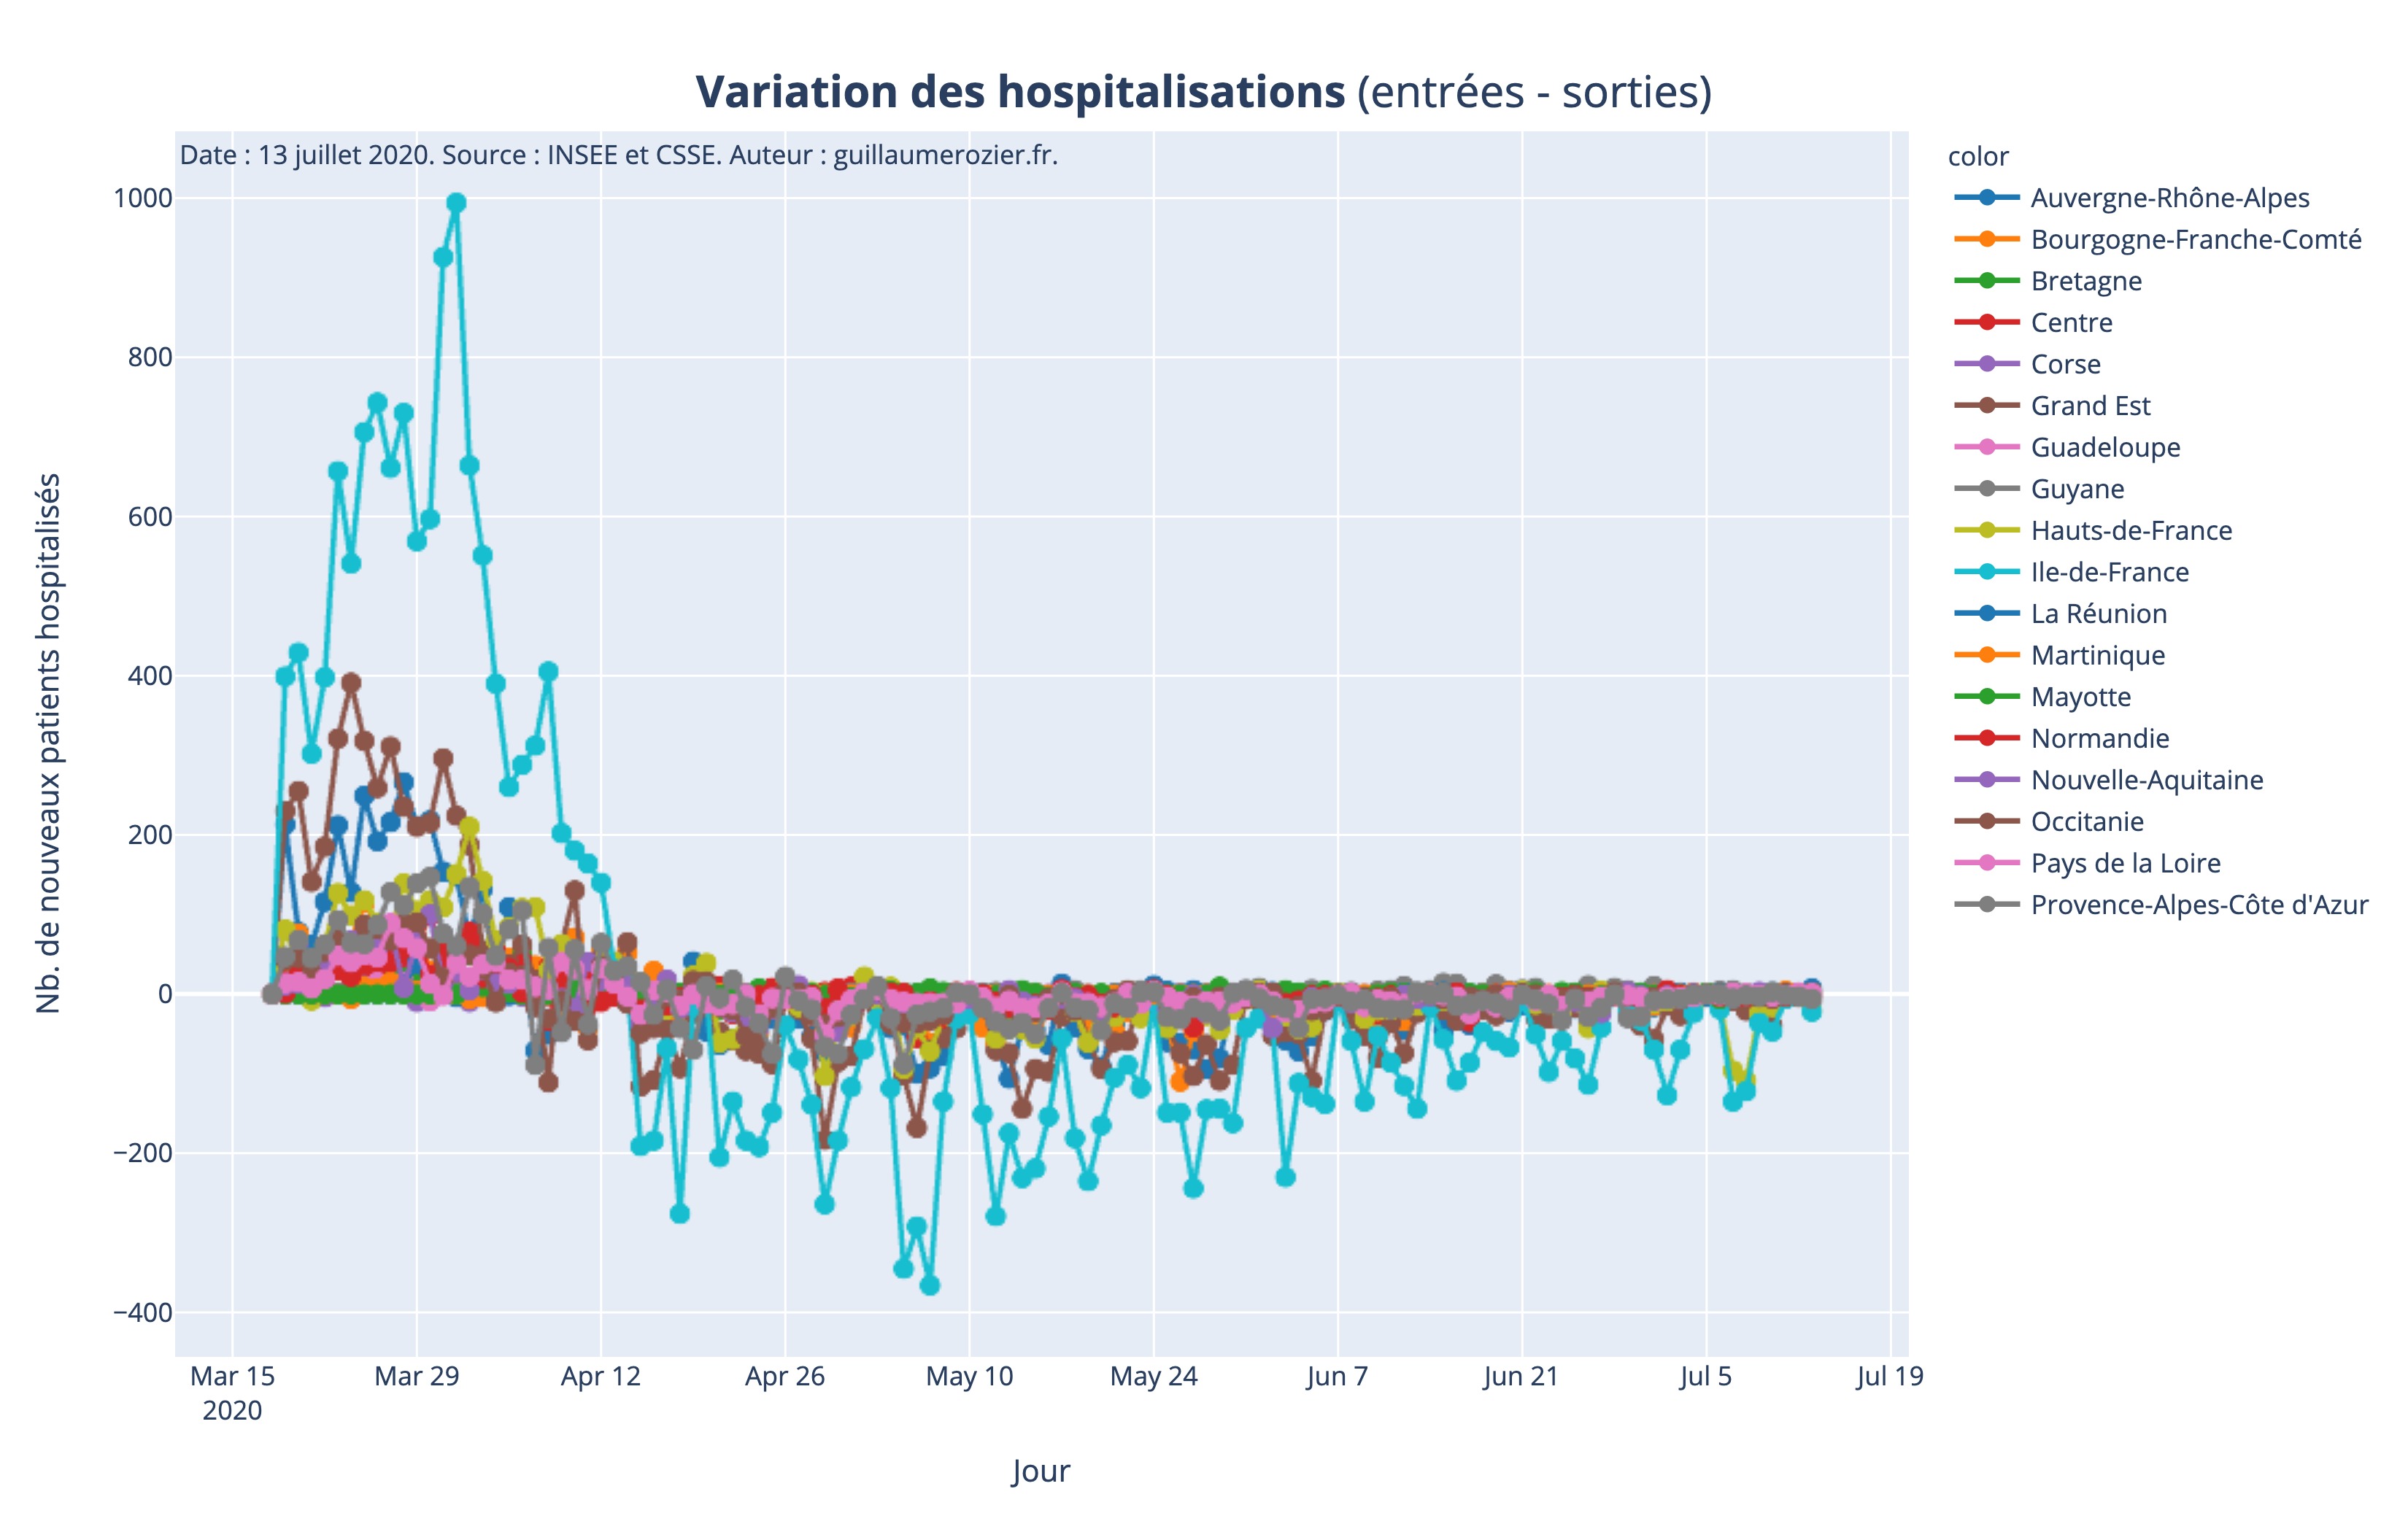 Variation des hospitalisations (entrées - sorties)
Date : 13 juillet 2020. Source : INSEE et CSSE. Auteur : guillaumerozier.fr.
Nb. de nouveaux patients hospitalisés
1000
800
600
400
200
0
−200
−400
Mar 15
2020
Mar 29
Apr 12
Apr 26
May 10
May 24
Jun 7
Jun 21
Jul 5
Jul 19
Jour
color
Auvergne-Rhône-Alpes
Bourgogne-Franche-Comté
Bretagne
Centre
Corse
Grand Est
Guadeloupe
Guyane
Hauts-de-France
Ile-de-France
La Réunion
Martinique
Mayotte
Normandie
Nouvelle-Aquitaine
Occitanie
Pays de la Loire
Provence-Alpes-Côte d'Azur